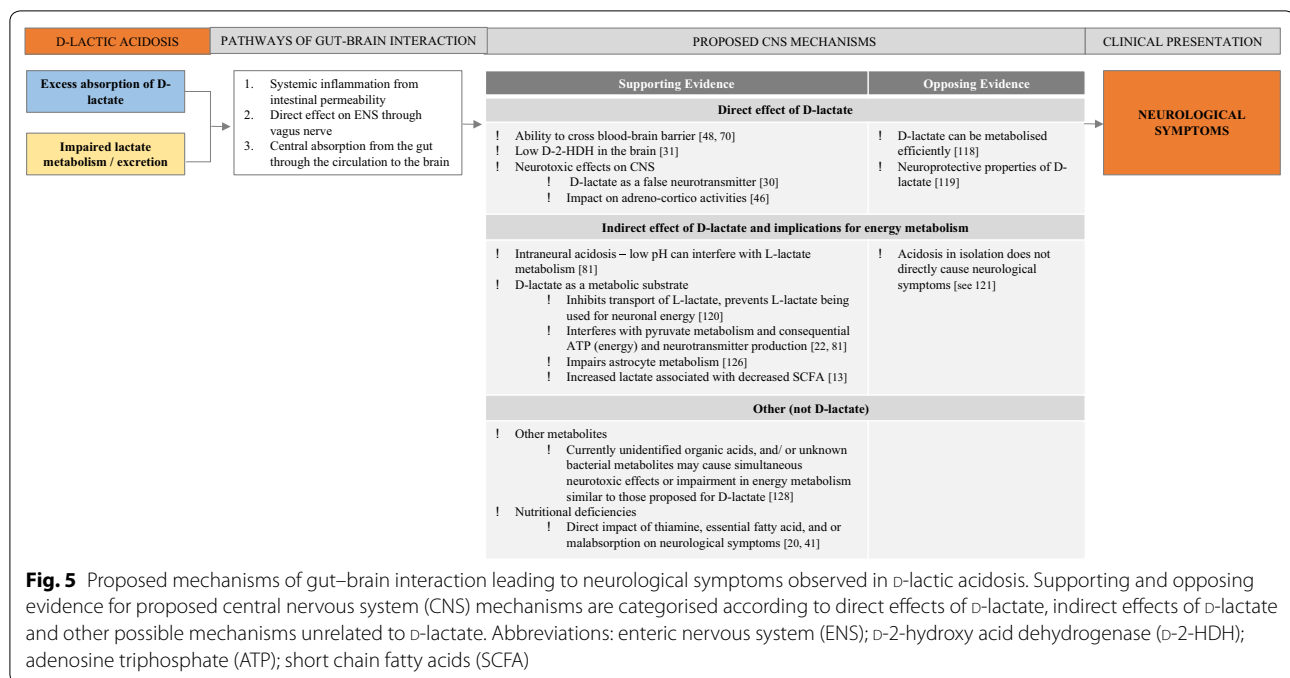 D-LACTIC ACIDOSIS
PATHWAYS OF GUT-BRAIN INTERACTION
PROPOSED CNS MECHANISMS
CLINICAL PRESENTATION
Excess absorption of D-
lactate
Impaired lactate
metabolism / excretion
1. Systemic inflammation from
intestinal permeability
2. Direct effect on ENS through
vagus nerve
3. Central absorption from the gut
through the circulation to the brain
Supporting Evidence
Opposing Evidence
Direct effect of D-lactate
! Ability to cross blood-brain barrier [48, 70]
! Low D-2-HDH in the brain [31]
! Neurotoxic effects on CNS
! D-lactate as a false neurotransmitter [30]
! Impact on adreno-cortico activities [46]
! D-lactate can be metabolised
efficiently [118]
! Neuroprotective properties of D-
lactate [119]
Indirect effect of D-lactate and implications for energy metabolism
! Intraneural acidosis – low pH can interfere with L-lactate
metabolism [81]
! D-lactate as a metabolic substrate
! Inhibits transport of L-lactate, prevents L-lactate being
used for neuronal energy [120]
! Interferes with pyruvate metabolism and consequential
ATP (energy) and neurotransmitter production [22, 81]
! Impairs astrocyte metabolism [126]
! Increased lactate associated with decreased SCFA [13]
! Acidosis in isolation does not
directly cause neurological
symptoms [see 121]
Other (not D-lactate)
! Other metabolites
! Currently unidentified organic acids, and/ or unknown
bacterial metabolites may cause simultaneous
neurotoxic effects or impairment in energy metabolism
similar to those proposed for D-lactate [128]
! Nutritional deficiencies
! Direct impact of thiamine, essential fatty acid, and or
malabsorption on neurological symptoms [20, 41]
NEUROLOGICAL
SYMPTOMS
Fig. 5 Proposed mechanisms of gut–brain interaction leading to neurological symptoms observed in D-lactic acidosis. Supporting and opposing
evidence for proposed central nervous system (CNS) mechanisms are categorised according to direct effects of D-lactate, indirect effects of D-lactate
and other possible mechanisms unrelated to D-lactate. Abbreviations: enteric nervous system (ENS); D-2-hydroxy acid dehydrogenase (D-2-HDH);
adenosine triphosphate (ATP); short chain fatty acids (SCFA)